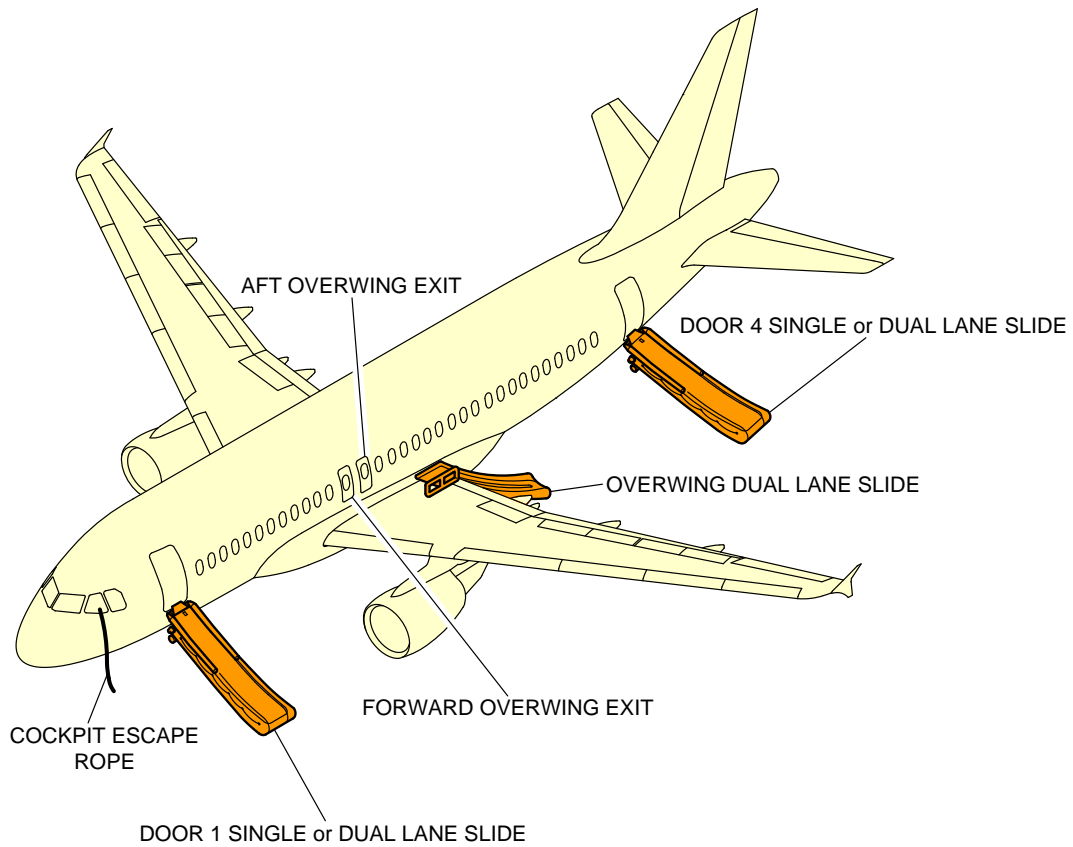 AFT OVERWING EXIT
DOOR 4 SINGLE or DUAL LANE SLIDE
OVERWING DUAL LANE SLIDE
FORWARD OVERWING EXIT
COCKPIT ESCAPE
ROPE
DOOR 1 SINGLE or DUAL LANE SLIDE